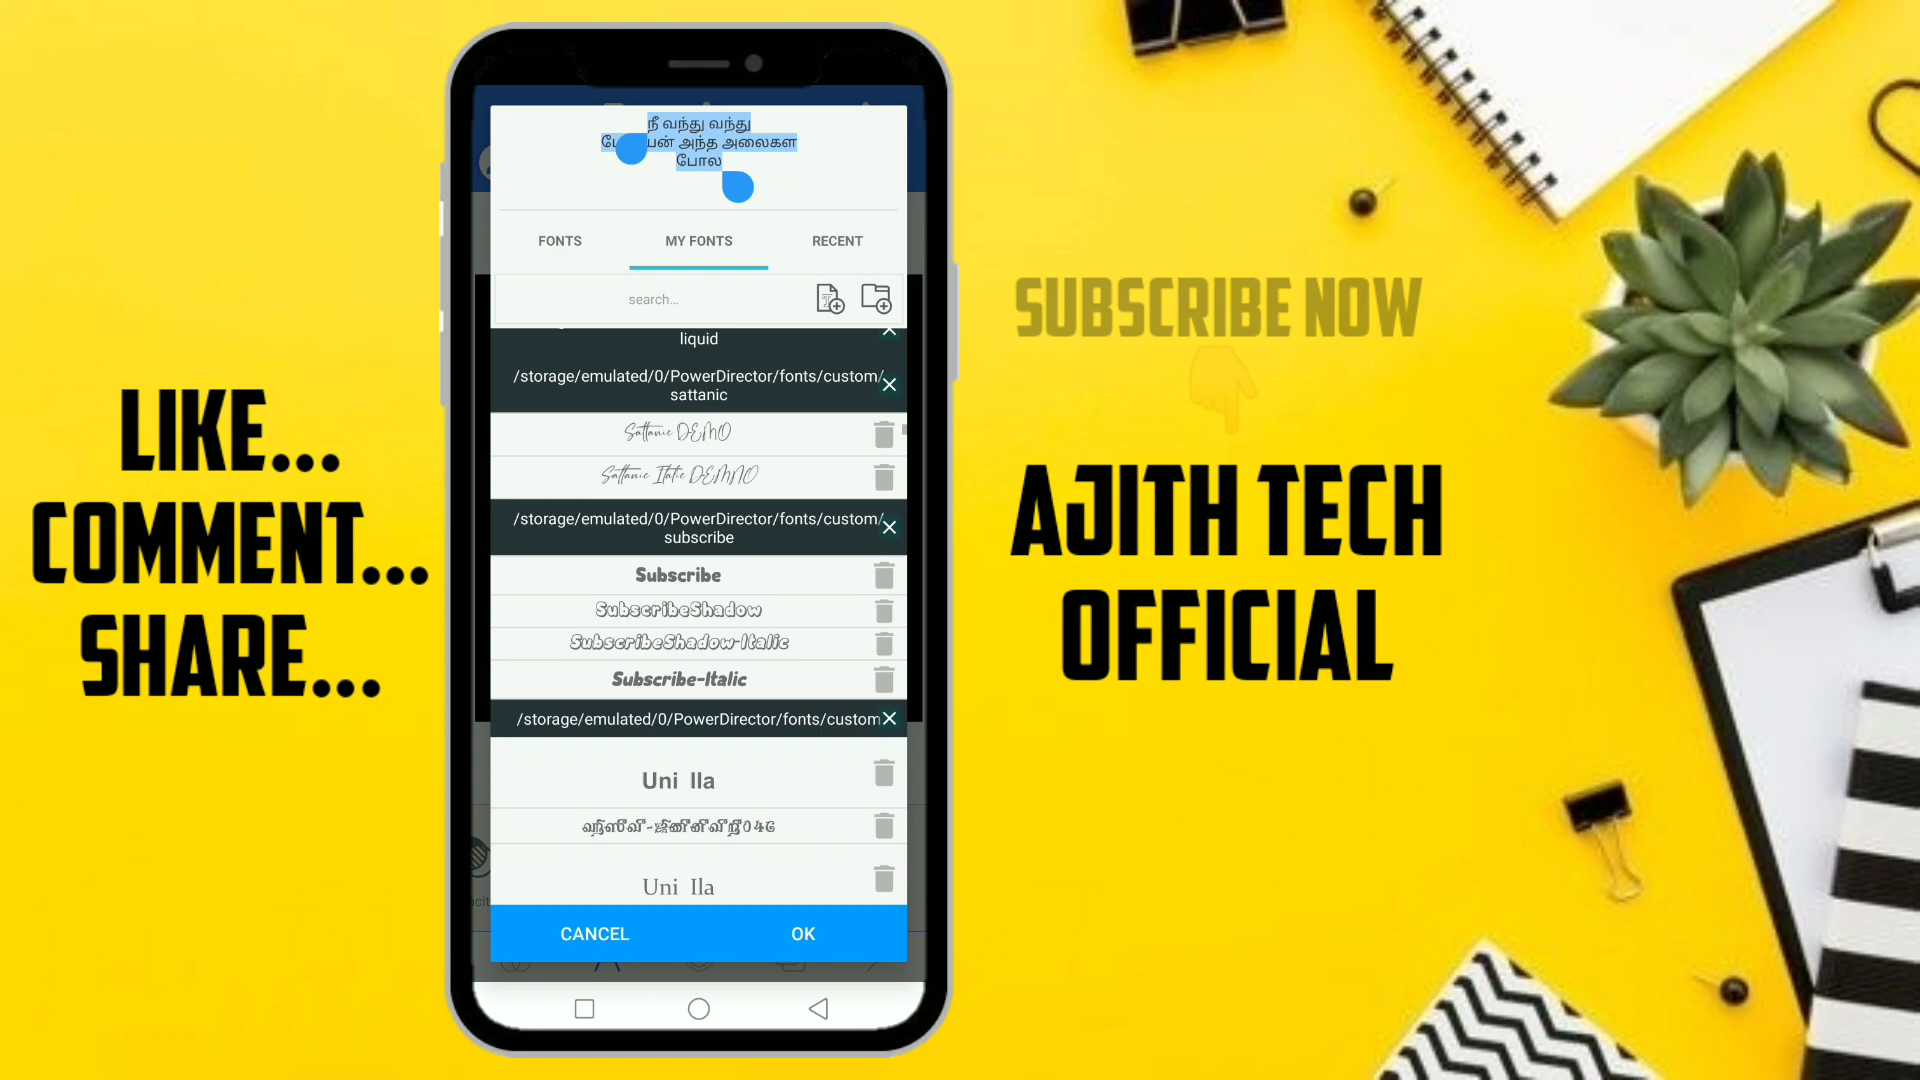 LIKE...
COMMENT...
SHARE...
நீ வந்து வந்து
அந்த அலைகள
போல
FONTS
MY FONTS
RECENT
search...
liquid
/storage/emulated/0/PowerDirector/fonts/custom/
sattanic
Sattanic DEMO
Sattanic Italic DEMMO
/storage/emulated/0/PowerDirector/fonts/custom/
subscribe
Subscribe
SubscribeShadow
SubscribeShadow-Italic
Subscribe-Italic
/storage/emulated/0/PowerDirector/fonts/custom
Uni Ila
Uni Ila
CANCEL
OK
SUBSCRIBE NOW
AJITH TECH
OFFICIAL